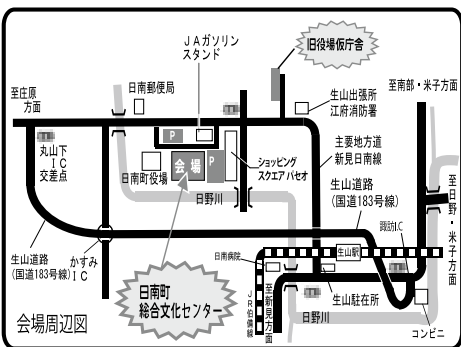 JAガソリン
スタンド
旧役場仮庁舎
至庄原
方面
日南郵便局
生山出張所
江府消防署
至南部・米子方面
丸山下
IC
交差点
P
日南町役場
会場
P
ショッピング
スクエア パセオ
主要地方道
新見日南線
日野川
生山道路
(国道183号線)
至日野・米子方面
諏訪I.C
生山道路
(国道183号線)
かすみ
IC
日南病院
生山駅
日南町
総合文化センター
JR伯備線
至新見方面
生山駐在所
日野川
コンビニ
会場周辺図